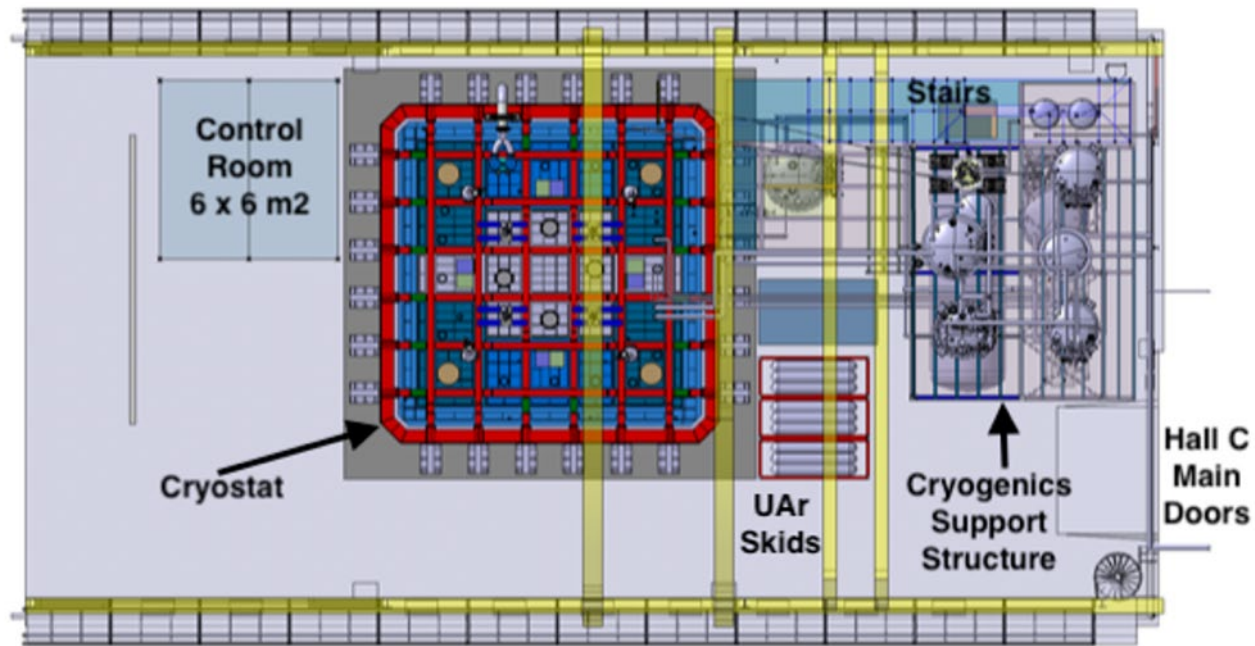 Control
Room
6 x 6 m2
Stairs
Cryostat
UAr
Skids
Cryogenics
Support
Structure
Hall C
Main
Doors